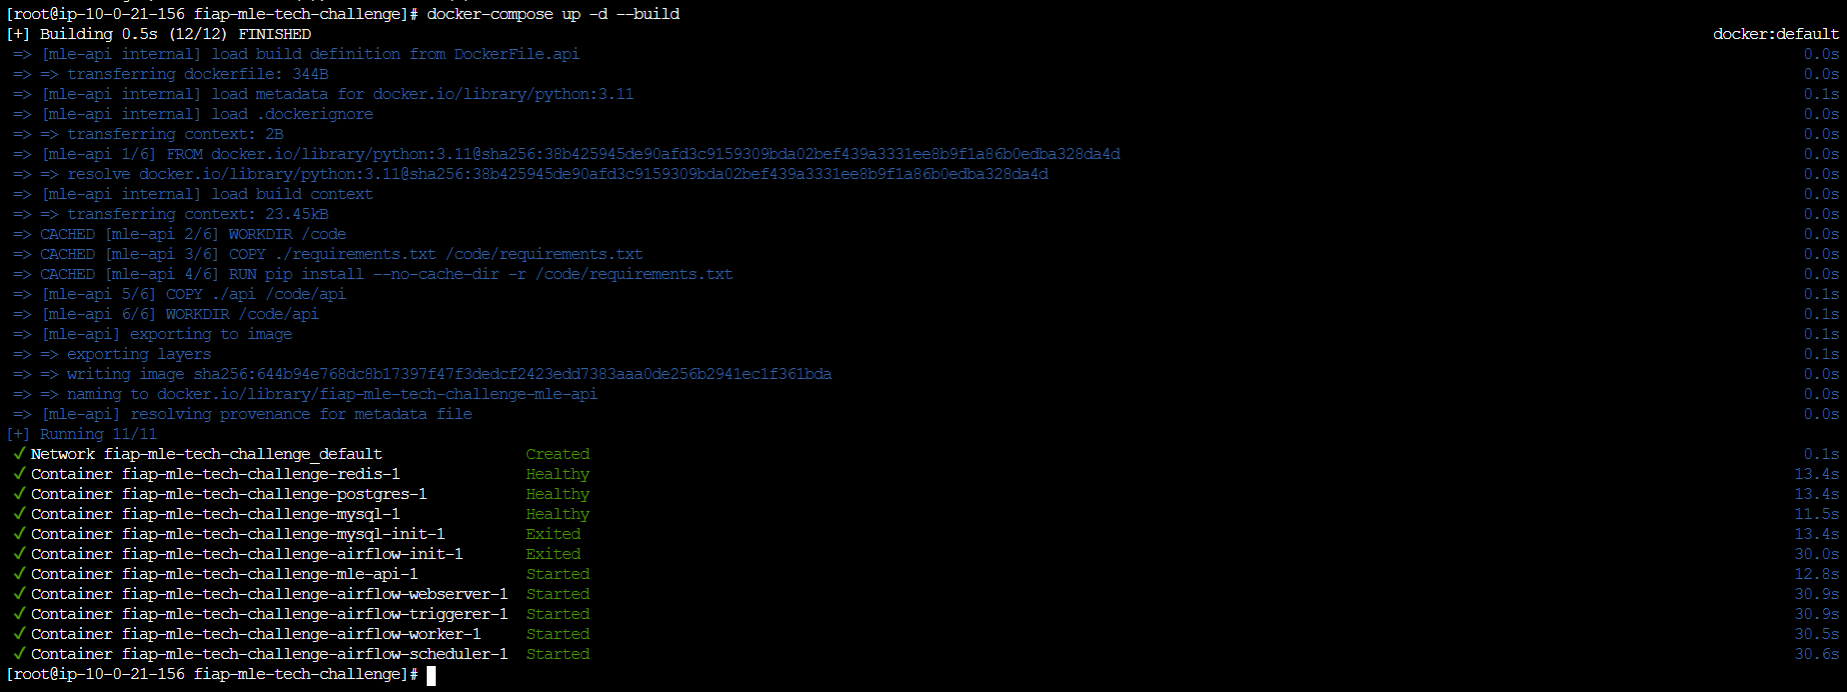 [root@ip-10-0-21-156 fiap-mle-tech-challenge]# docker-compose up -d --build
[+] Building 0.5s (12/12) FINISHED docker:default
=> [mle-api internal] load build definition from DockerFile.api 0.0s
=> => transferring dockerfile: 344B 0.0s
=> [mle-api internal] load metadata for docker.io/library/python:3.11 0.1s
=> [mle-api internal] load .dockerignore 0.0s
=> => transferring context: 2B 0.0s
=> [mle-api 1/6] FROM docker.io/library/python:3.11@sha256:38b425945de90afd3c9159309bda02bef439a3331ee8b9f1a86b0edba328da4d 0.0s
=> => resolve docker.io/library/python:3.11@sha256:38b425945de90afd3c9159309bda02bef439a3331ee8b9f1a86b0edba328da4d 0.0s
=> [mle-api internal] load build context 0.0s
=> => transferring context: 23.45kB 0.0s
=> CACHED [mle-api 2/6] WORKDIR /code 0.0s
=> CACHED [mle-api 3/6] COPY ./requirements.txt /code/requirements.txt 0.0s
=> CACHED [mle-api 4/6] RUN pip install --no-cache-dir -r /code/requirements.txt 0.0s
=> [mle-api 5/6] COPY ./api /code/api 0.1s
=> [mle-api 6/6] WORKDIR /code/api 0.1s
=> [mle-api] exporting to image 0.1s
=> => exporting layers 0.1s
=> => writing image sha256:644b94e768dc8b17397f47f3dedcf2423edd7383aaa0de256b2941ec1f361bda 0.0s
=> => naming to docker.io/library/fiap-mle-tech-challenge-mle-api 0.0s
=> [mle-api] resolving provenance for metadata file 0.0s
[+] Running 11/11
✓ Network fiap-mle-tech-challenge_default Created 0.1s
✓ Container fiap-mle-tech-challenge-redis-1 Healthy 13.4s
✓ Container fiap-mle-tech-challenge-postgres-1 Healthy 13.4s
✓ Container fiap-mle-tech-challenge-mysql-1 Healthy 11.5s
✓ Container fiap-mle-tech-challenge-mysql-init-1 Exited 13.4s
✓ Container fiap-mle-tech-challenge-airflow-init-1 Exited 30.0s
✓ Container fiap-mle-tech-challenge-mle-api-1 Started 12.8s
✓ Container fiap-mle-tech-challenge-airflow-webserver-1 Started 30.9s
✓ Container fiap-mle-tech-challenge-airflow-triggerer-1 Started 30.9s
✓ Container fiap-mle-tech-challenge-airflow-worker-1 Started 30.5s
✓ Container fiap-mle-tech-challenge-airflow-scheduler-1 Started 30.6s
[root@ip-10-0-21-156 fiap-mle-tech-challenge]#